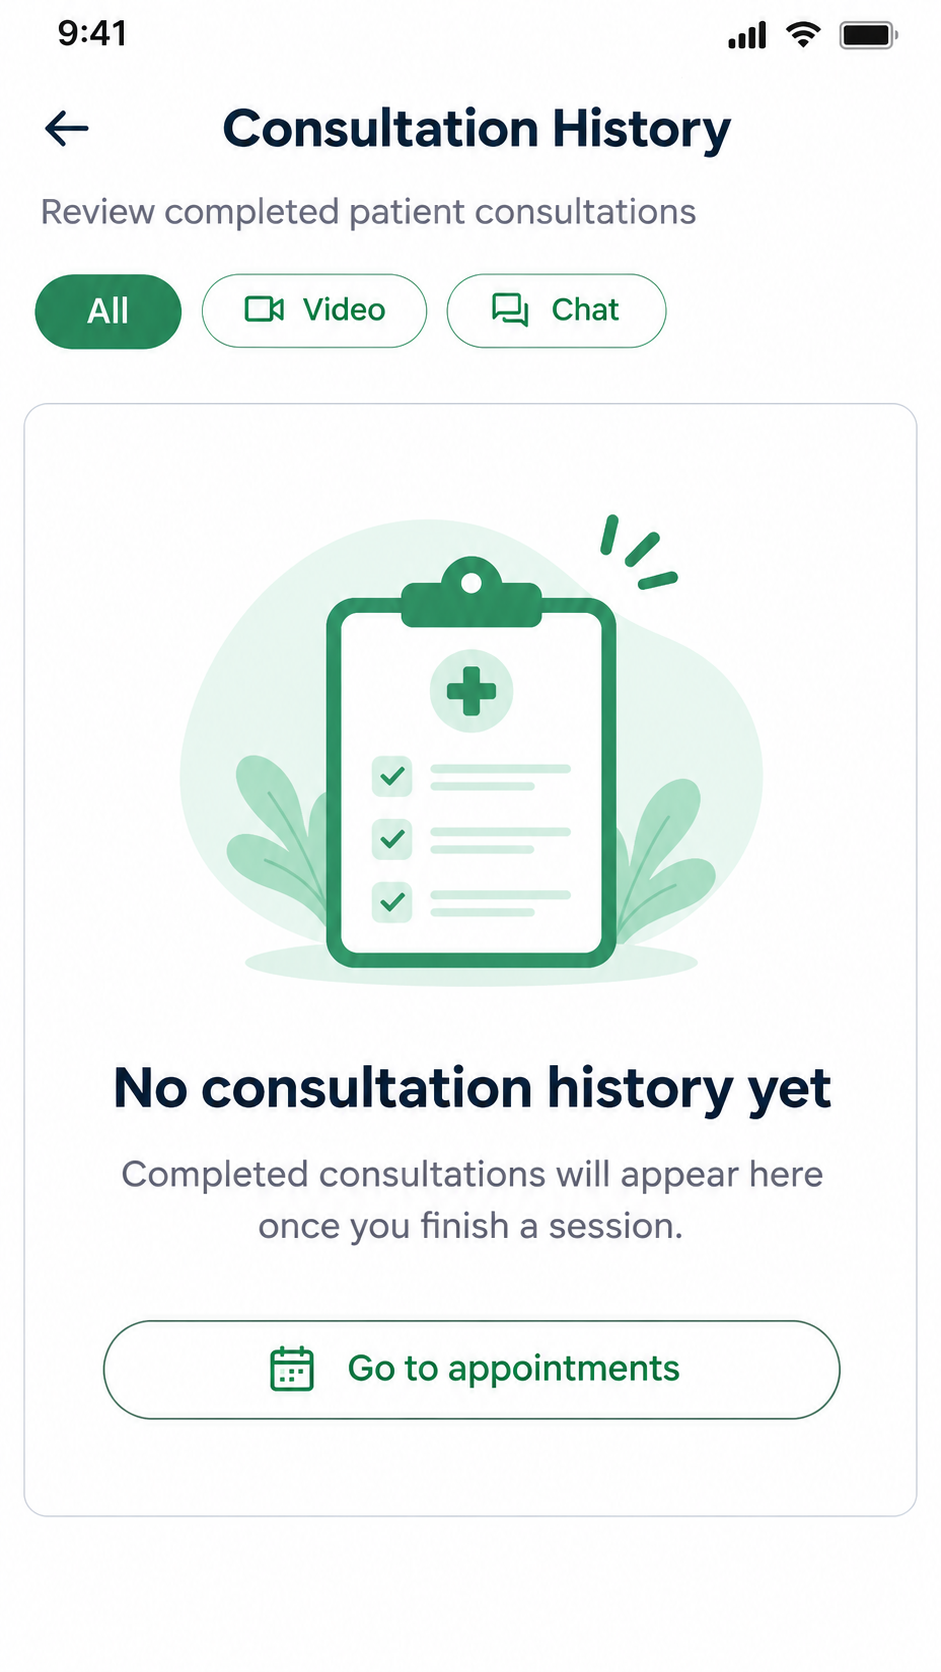 9:41
Consultation History
Review completed patient consultations
All
Video
Chat
No consultation history yet
Completed consultations will appear here
once you finish a session.
Go to appointments